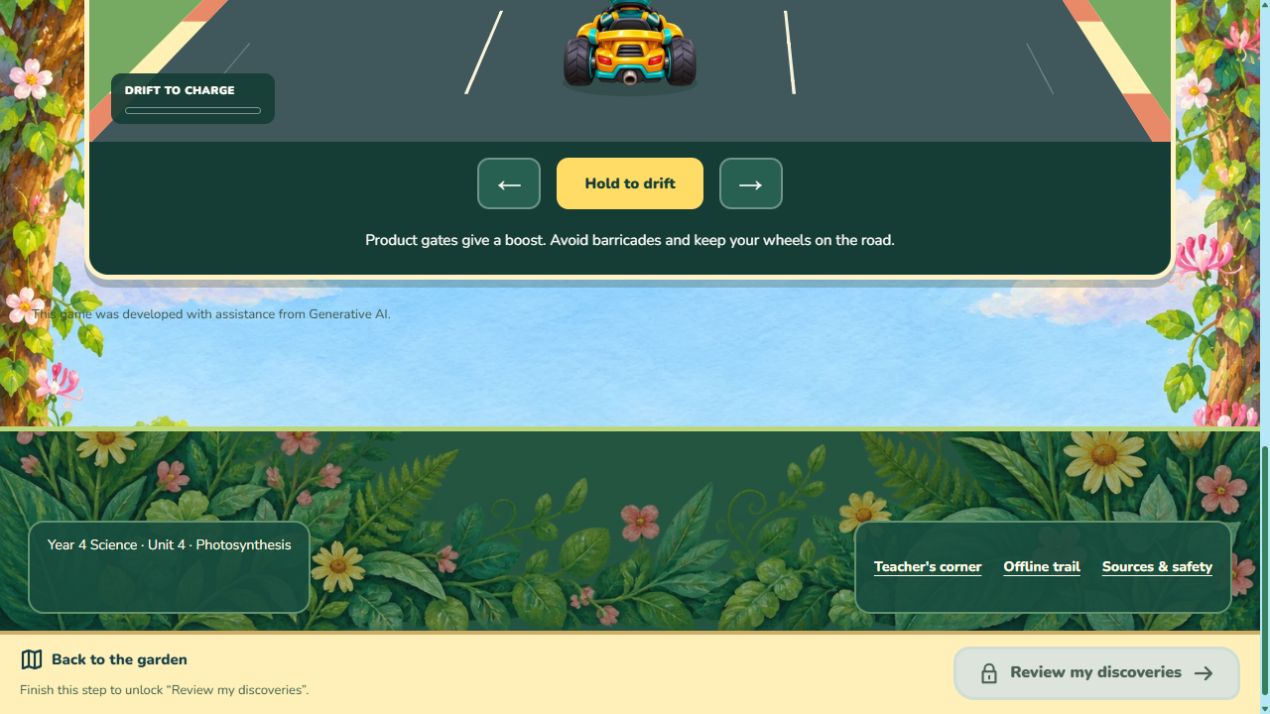 DRIFT TO CHARGE
←
Hold to drift
→
Product gates give a boost. Avoid barricades and keep your wheels on the road.
This game was developed with assistance from Generative AI.
Year 4 Science · Unit 4 · Photosynthesis
Teacher's corner
Offline trail
Sources & safety
Back to the garden
Finish this step to unlock “Review my discoveries”.
Review my discoveries →